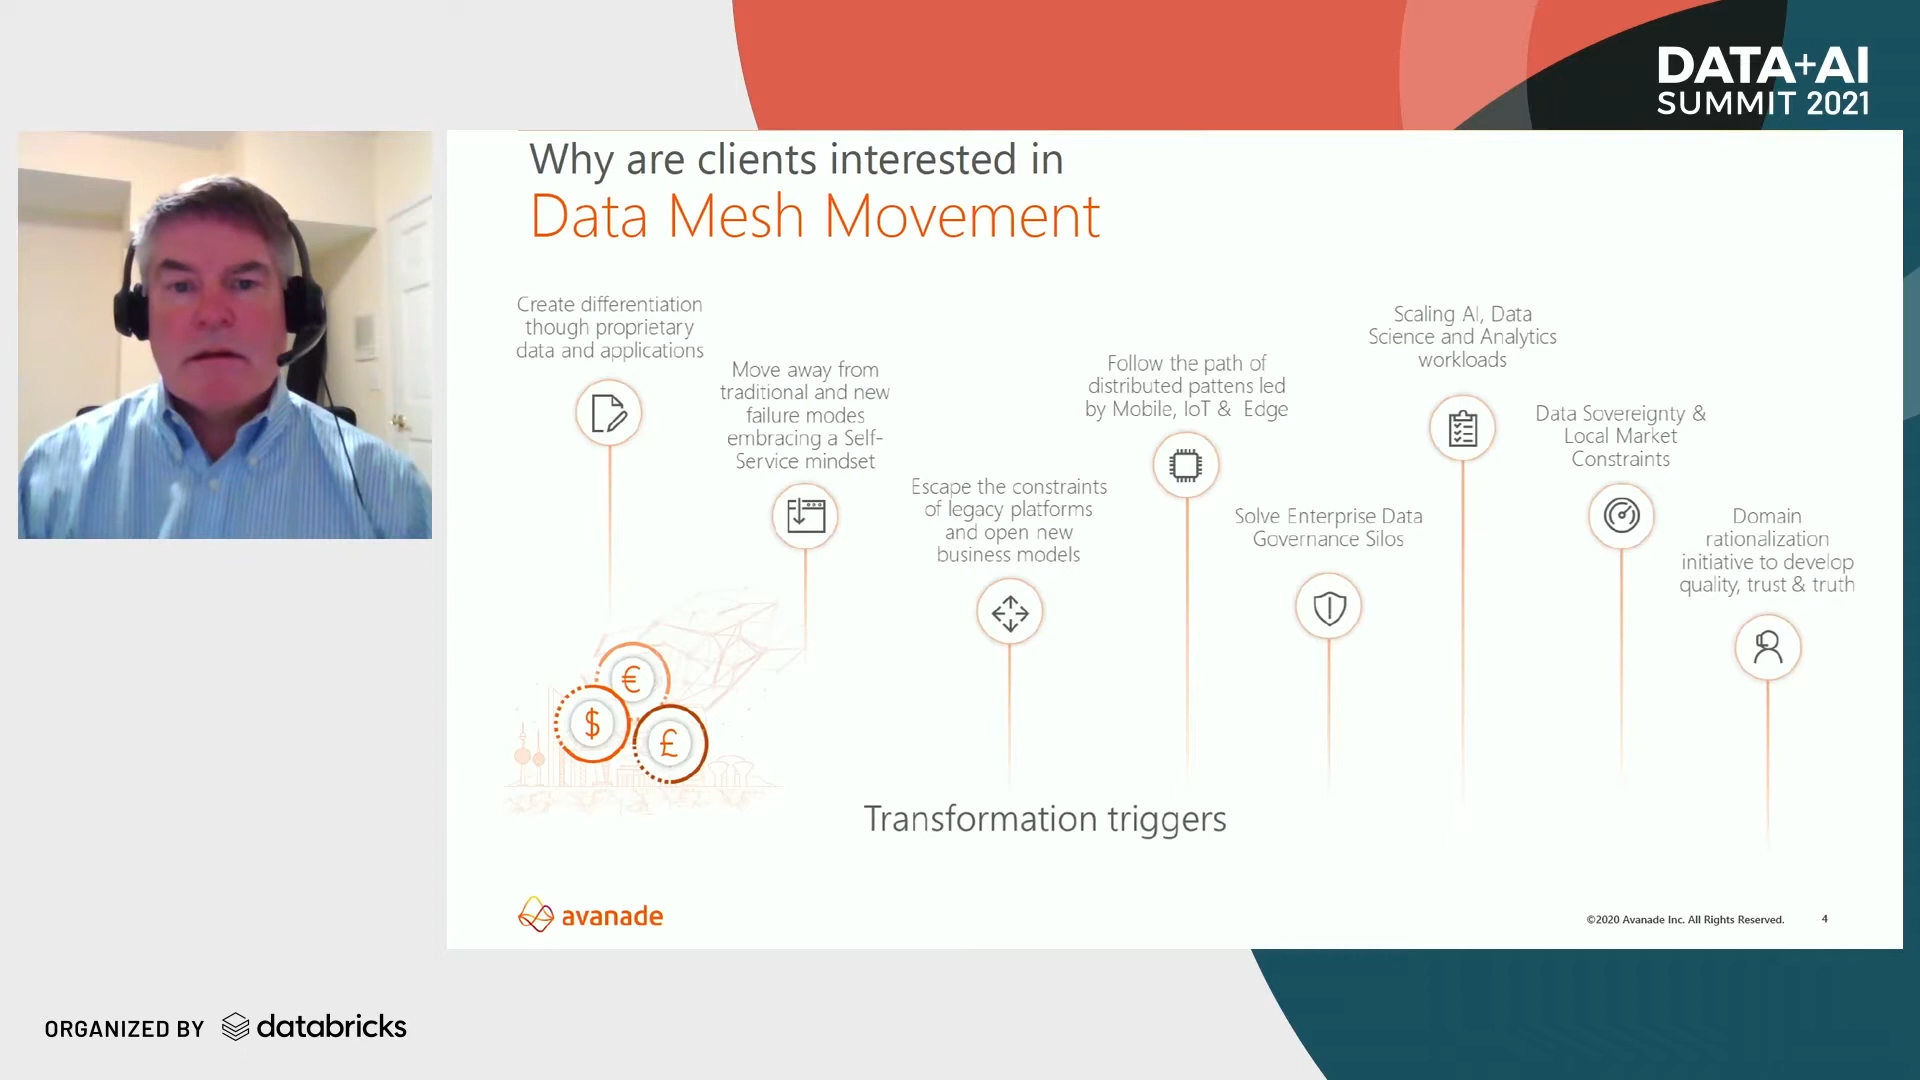 DATA+AI
SUMMIT 2021
Why are clients interested in
Data Mesh Movement
Create differentiation
though proprietary
data and applications
Move away from
traditional and new
failure modes
embracing a Self-
Service mindset
Escape the constraints
of legacy platforms
and open new
business models
Follow the path of
distributed pattens led
by Mobile, IoT & Edge
Solve Enterprise Data
Governance Silos
Scaling AI, Data
Science and Analytics
workloads
Data Sovereignty &
Local Market
Constraints
Domain
rationalization
initiative to develop
quality, trust & truth
€
$
£
Transformation triggers
avanade
©2020 Avanade Inc. All Rights Reserved.
4
ORGANIZED BY databricks